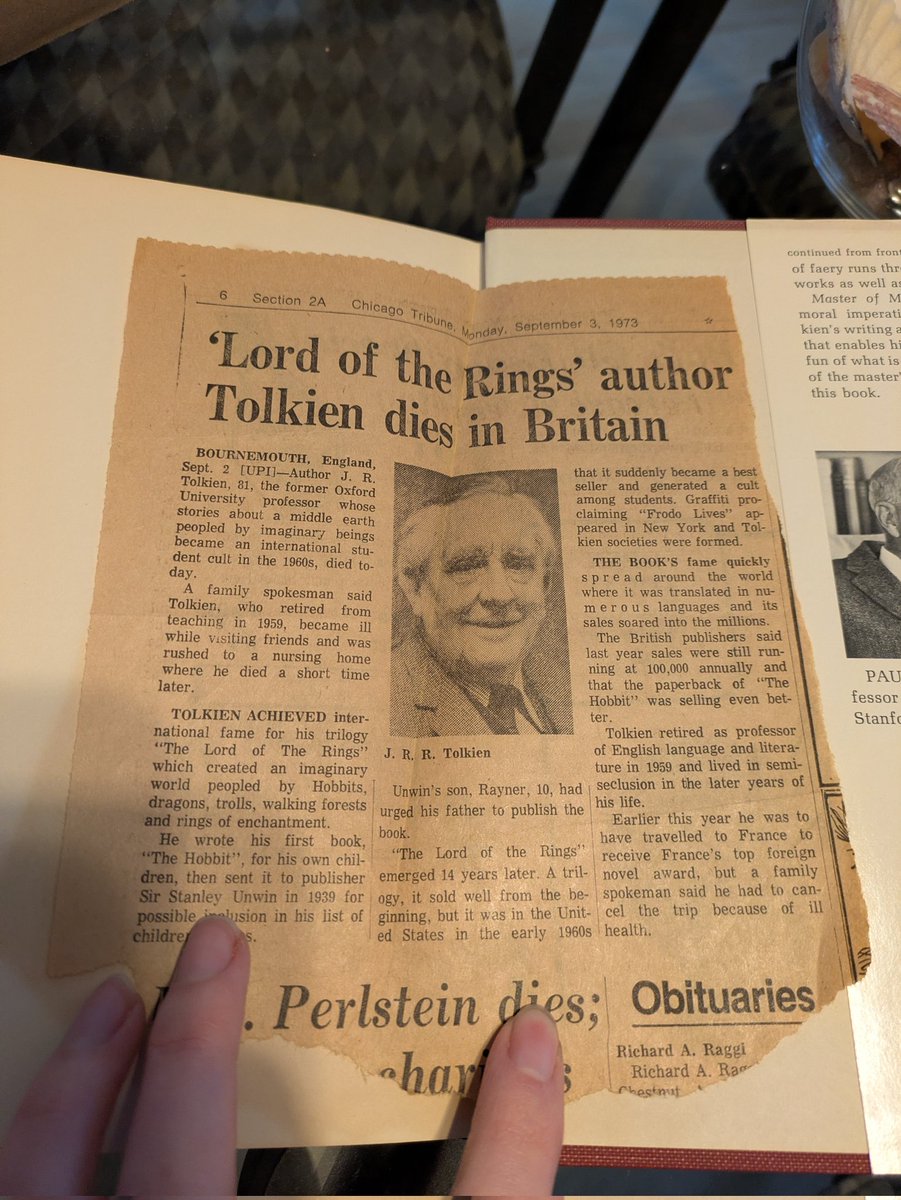 6 Section 2A Chicago Tribune, Monday, September 3, 1973
'Lord of the Rings' author
Tolkien dies in Britain
BOURNEMOUTH, England,
Sept. 2 [UPI]—Author J. R.
Tolkien, 81, the former Oxford
University professor whose
stories about a middle earth
peopled by imaginary beings
became an international stu-
dent cult in the 1960s, died to-
day.
A family spokesman said
Tolkien, who retired from
teaching in 1959, became ill
while visiting friends and was
rushed to a nursing home
where he died a short time
later.
TOLKIEN ACHIEVED inter-
national fame for his trilogy
"The Lord of The Rings"
which created an imaginary
world peopled by Hobbits,
dragons, trolls, walking forests
and rings of enchantment.
He wrote his first book,
"The Hobbit", for his own chil-
dren, then sent it to publisher
Sir Stanley Unwin in 1939 for
possible inclusion in his list of
J. R. R. Tolkien
Unwin's son, Rayner, 10, had
urged his father to publish the
book.
"The Lord of the Rings"
emerged 14 years later. A tril-
ogy, it sold well from the be-
ginning, but it was in the Unit-
ed States in the early 1960s
that it suddenly became a best
seller and generated a cult
among students. Graffiti pro-
claiming "Frodo Lives" ap-
peared in New York and Tol-
kien societies were formed.
THE BOOK'S fame quickly
spread around the world
where it was translated in nu-
merous languages and its
sales soared into the millions.
The British publishers said
last year sales were still run-
ning at 100,000 annually and
that the paperback of "The
Hobbit" was selling even bet-
ter.
Tolkien retired as professor
of English language and litera-
ture in 1959 and lived in semi-
seclusion in the later years of
his life.
Earlier this year he was to
have travelled to France to
receive France's top foreign
novel award, but a family
spokeman said he had to can-
cel the trip because of ill
health.
. Perlstein dies;
Obituaries
Richard A. Raggi
Richard A.
Chestnut
continued from front
of faery runs
works as well as
Master of M
moral imperati
kien's writing a
that enables hi
fun of what is
of the master'
this book.
PAU
fessor
Stanfo